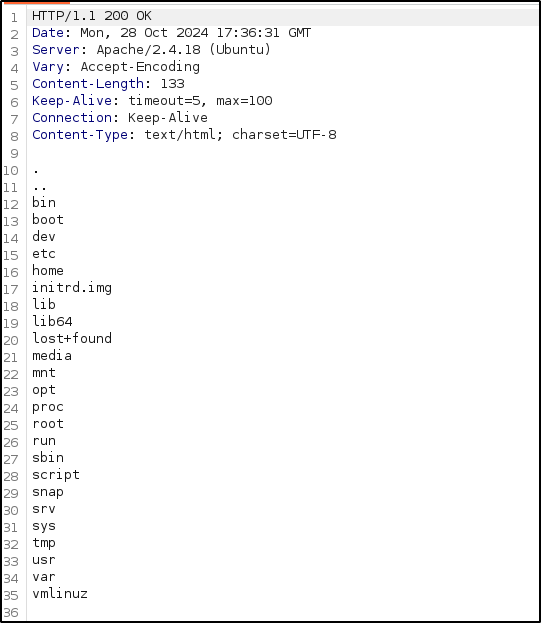 1 HTTP/1.1 200 OK
2 Date: Mon, 28 Oct 2024 17:36:31 GMT
3 Server: Apache/2.4.18 (Ubuntu)
4 Vary: Accept-Encoding
5 Content-Length: 133
6 Keep-Alive: timeout=5, max=100
7 Connection: Keep-Alive
8 Content-Type: text/html; charset=UTF-8
9
10 .
11 ..
12 bin
13 boot
14 dev
15 etc
16 home
17 initrd.img
18 lib
19 lib64
20 lost+found
21 media
22 mnt
23 opt
24 proc
25 root
26 run
27 sbin
28 script
29 snap
30 srv
31 sys
32 tmp
33 usr
34 var
35 vmlinuz
36